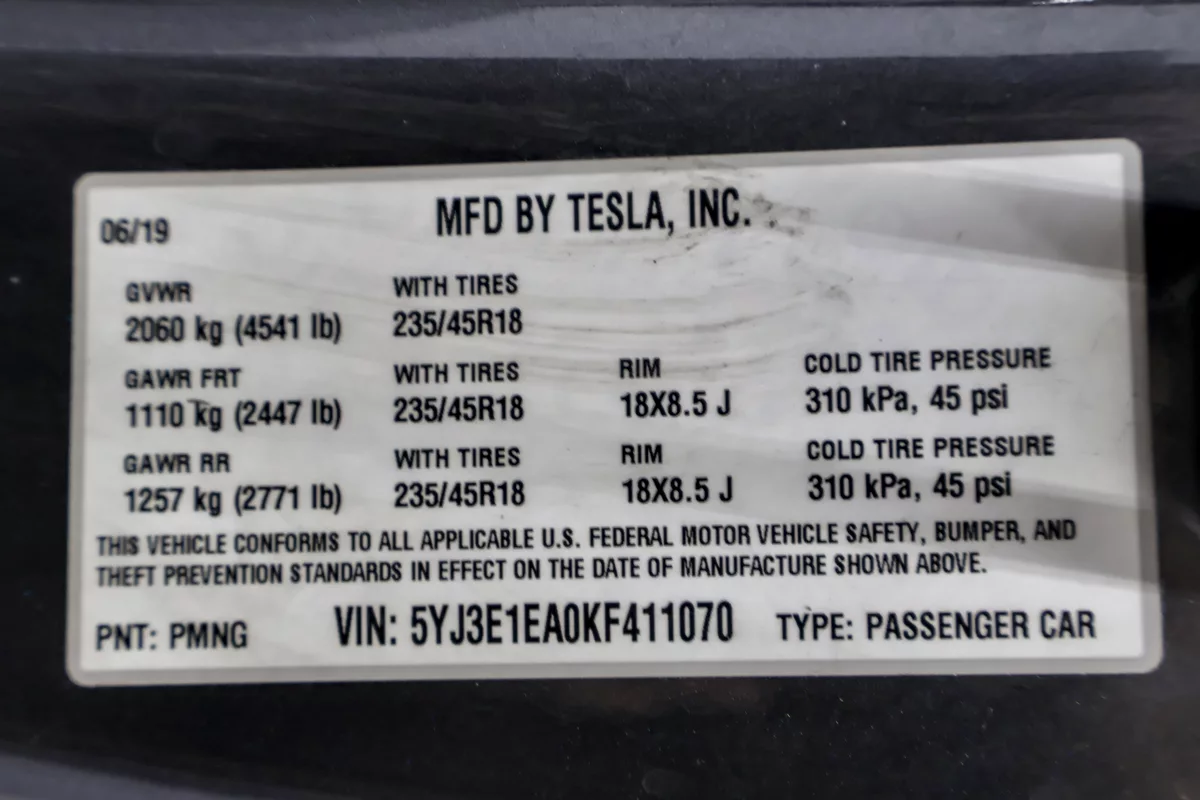 06/19 MFD BY TESLA, INC.
GVWR WITH TIRES
2060 kg (4541 lb) 235/45R18
GAWR FRT WITH TIRES RIM COLD TIRE PRESSURE
1110 kg (2447 lb) 235/45R18 18X8.5 J 310 kPa, 45 psi
GAWR RR WITH TIRES RIM COLD TIRE PRESSURE
1257 kg (2771 lb) 235/45R18 18X8.5 J 310 kPa, 45 psi
THIS VEHICLE CONFORMS TO ALL APPLICABLE U.S. FEDERAL MOTOR VEHICLE SAFETY, BUMPER, AND
THEFT PREVENTION STANDARDS IN EFFECT ON THE DATE OF MANUFACTURE SHOWN ABOVE.
PNT: PMNG VIN: 5YJ3E1EA0KF411070 TYPE: PASSENGER CAR